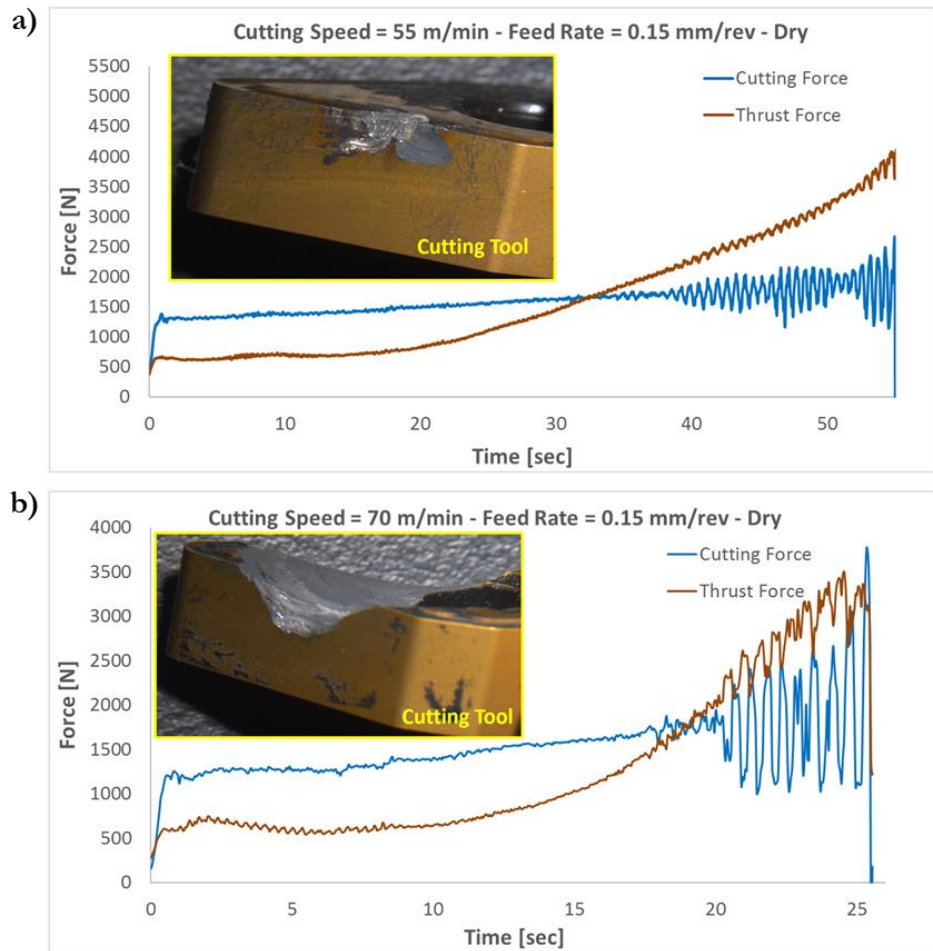 a)
Cutting Speed = 55 m/min - Feed Rate = 0.15 mm/rev - Dry
5500
5000
4500
4000
3500
3000
2500
2000
1500
1000
500
0
Force [N]
Cutting Force
Thrust Force
Cutting Tool
0 10 20 30 40 50
Time [sec]
b)
Cutting Speed = 70 m/min - Feed Rate = 0.15 mm/rev - Dry
4000
3500
3000
2500
2000
1500
1000
500
0
Force [N]
Cutting Force
Thrust Force
Cutting Tool
0 5 10 15 20 25
Time [sec]